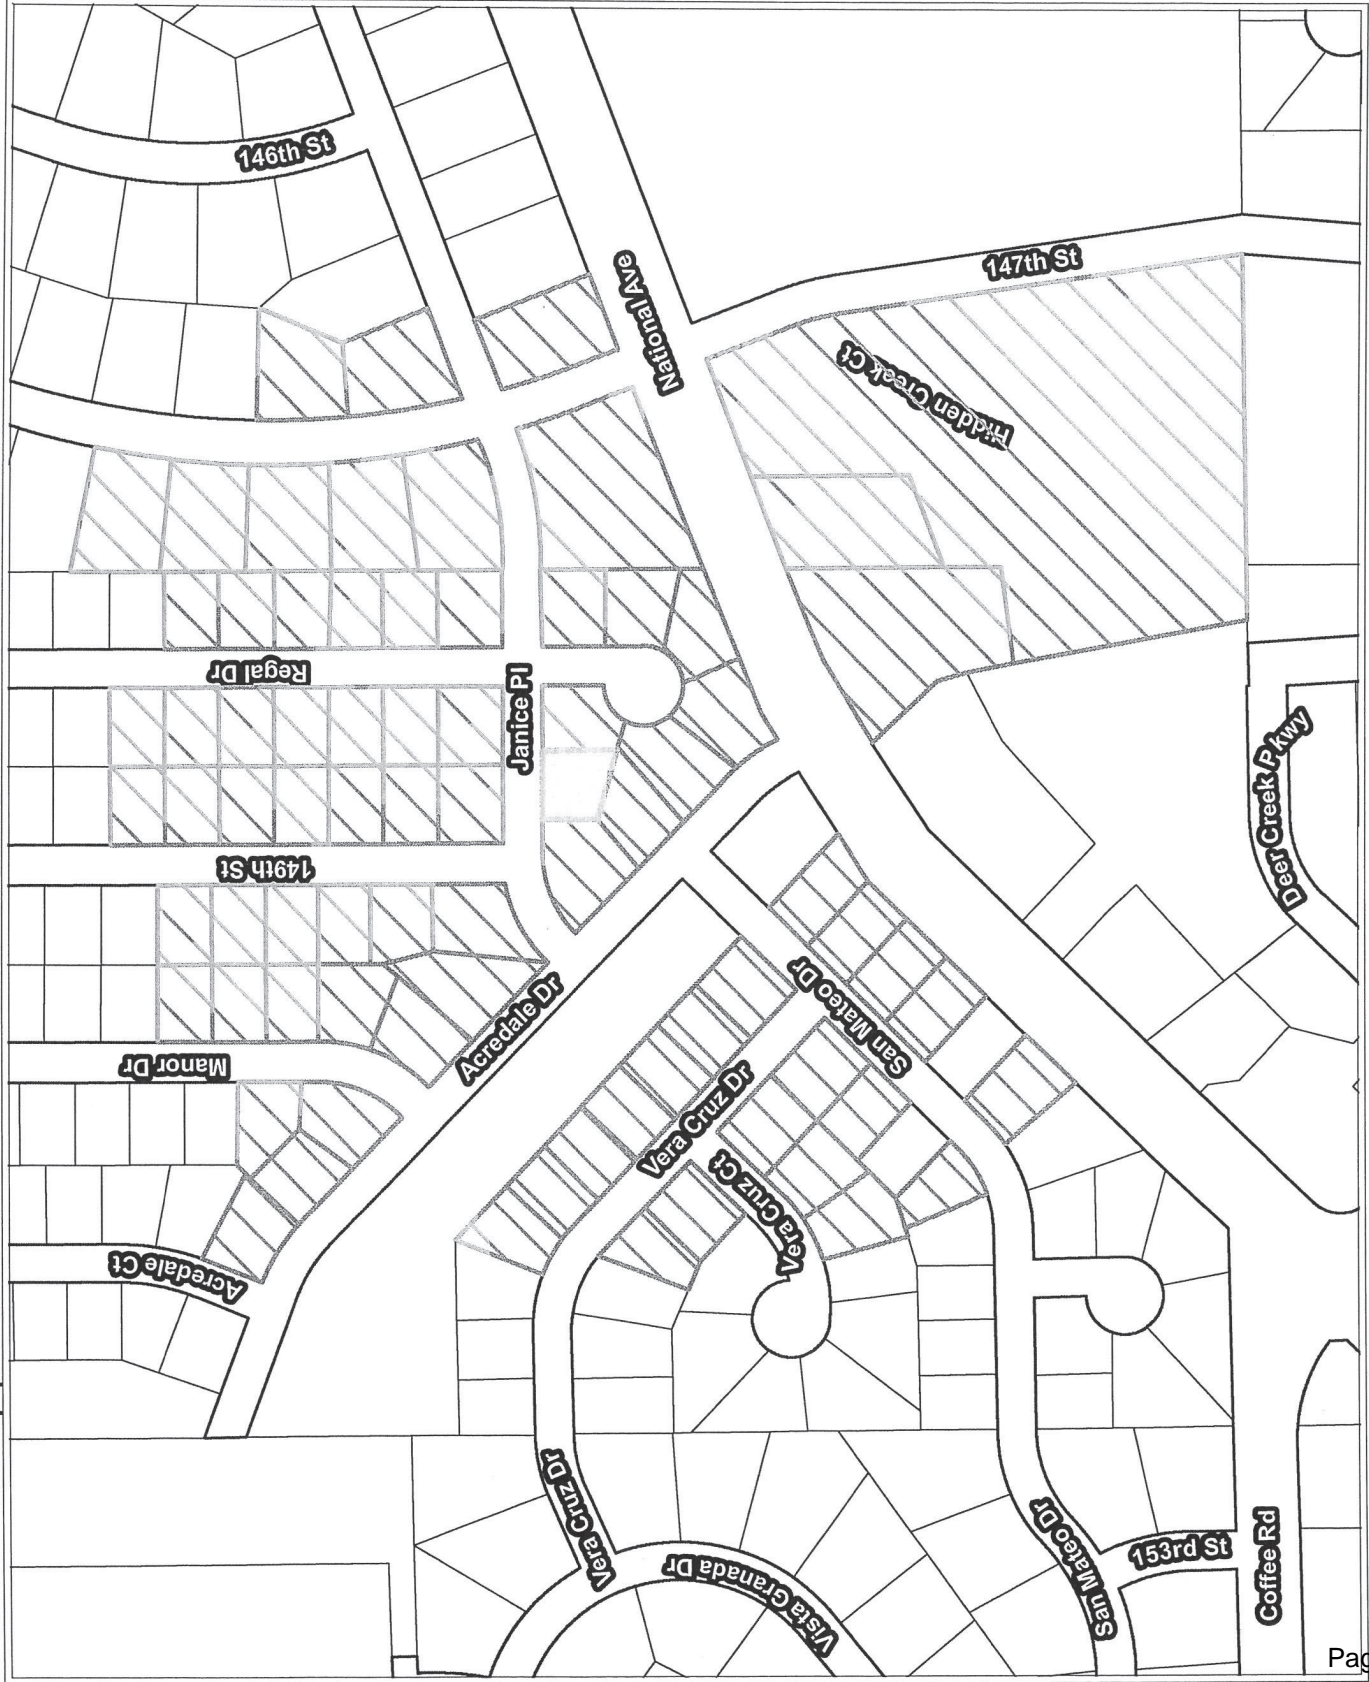 146th St
147th St
National Ave
Hidden Creek Ct
Regal Dr
Janice Pl
Deer Creek Pkwy
149th St
Acredale Dr
San Mateo Dr
Manor Dr
Vera Cruz Dr
Vera Cruz Ct
Acredale Ct
Vera Cruz Dr
Vista Granada Dr
San Mateo Dr
153rd St
Coffee Rd